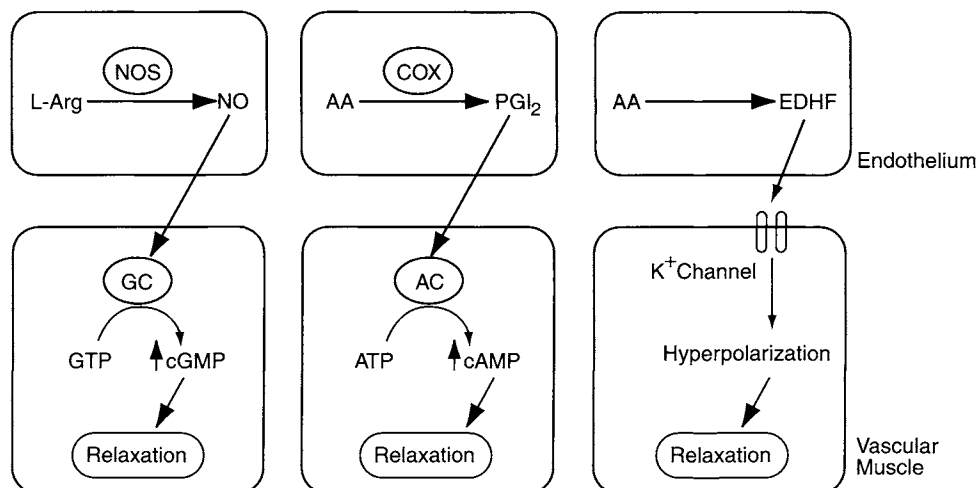 NOS
L-Arg
NO
COX
AA
PGI₂
AA
EDHF
Endothelium
GC
GTP
cGMP
Relaxation
AC
ATP
cAMP
Relaxation
K⁺Channel
Hyperpolarization
Relaxation
Vascular
Muscle